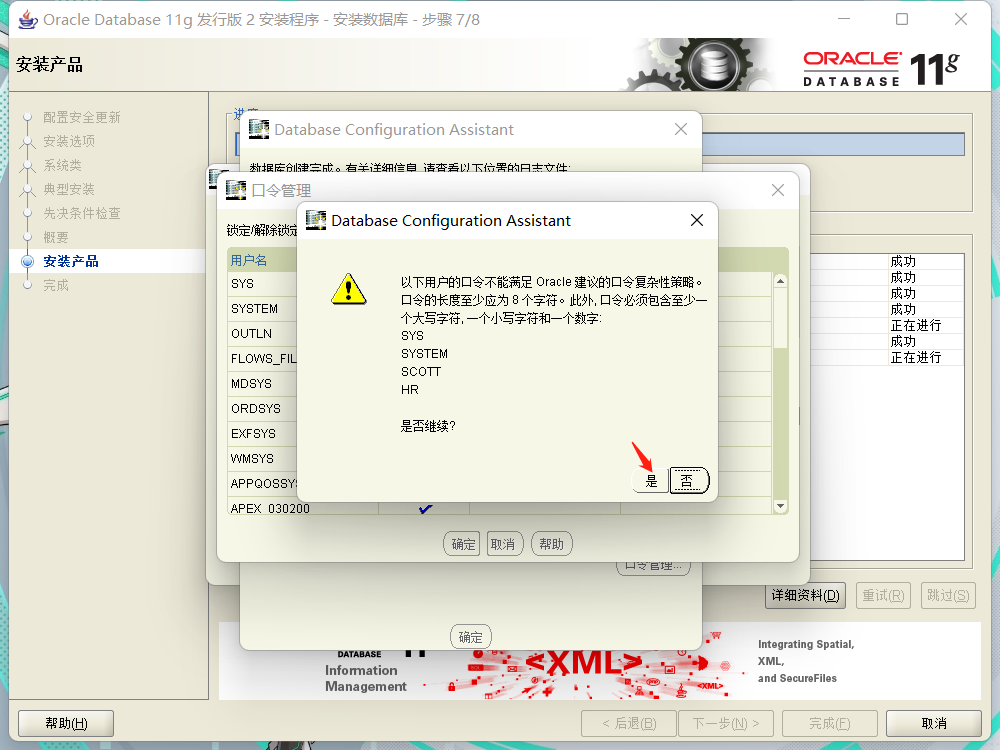 Oracle Database 11g 发行版 2 安装程序 - 安装数据库 - 步骤 7/8
安装产品
ORACLE
DATABASE 11g
配置安全更新
安装选项
系统类
典型安装
先决条件检查
概要
安装产品
完成
进度
Database Configuration Assistant
数据库创建完成。有关详细信息, 请查看以下位置的日志文件:
口令管理
锁定/解除锁定
用户名
SYS
SYSTEM
OUTLN
FLOWS_FIL
MDSYS
ORDSYS
EXFSYS
WMSYS
APPQOSSYS
APEX_030200
Database Configuration Assistant
以下用户的口令不能满足 Oracle 建议的口令复杂性策略。
口令的长度至少应为 8 个字符。此外, 口令必须包含至少一
个大写字符, 一个小写字符和一个数字:
SYS
SYSTEM
SCOTT
HR
是否继续?
是 否
成功
成功
成功
成功
正在进行
成功
正在进行
确定 取消 帮助
口令管理...
详细资料(D) 重试(R) 跳过(S)
确定
DATABASE 11
Information
Management
<XML>
<XML>
Integrating Spatial,
XML,
and SecureFiles
帮助(H) < 后退(B) 下一步(N) > 完成(F) 取消